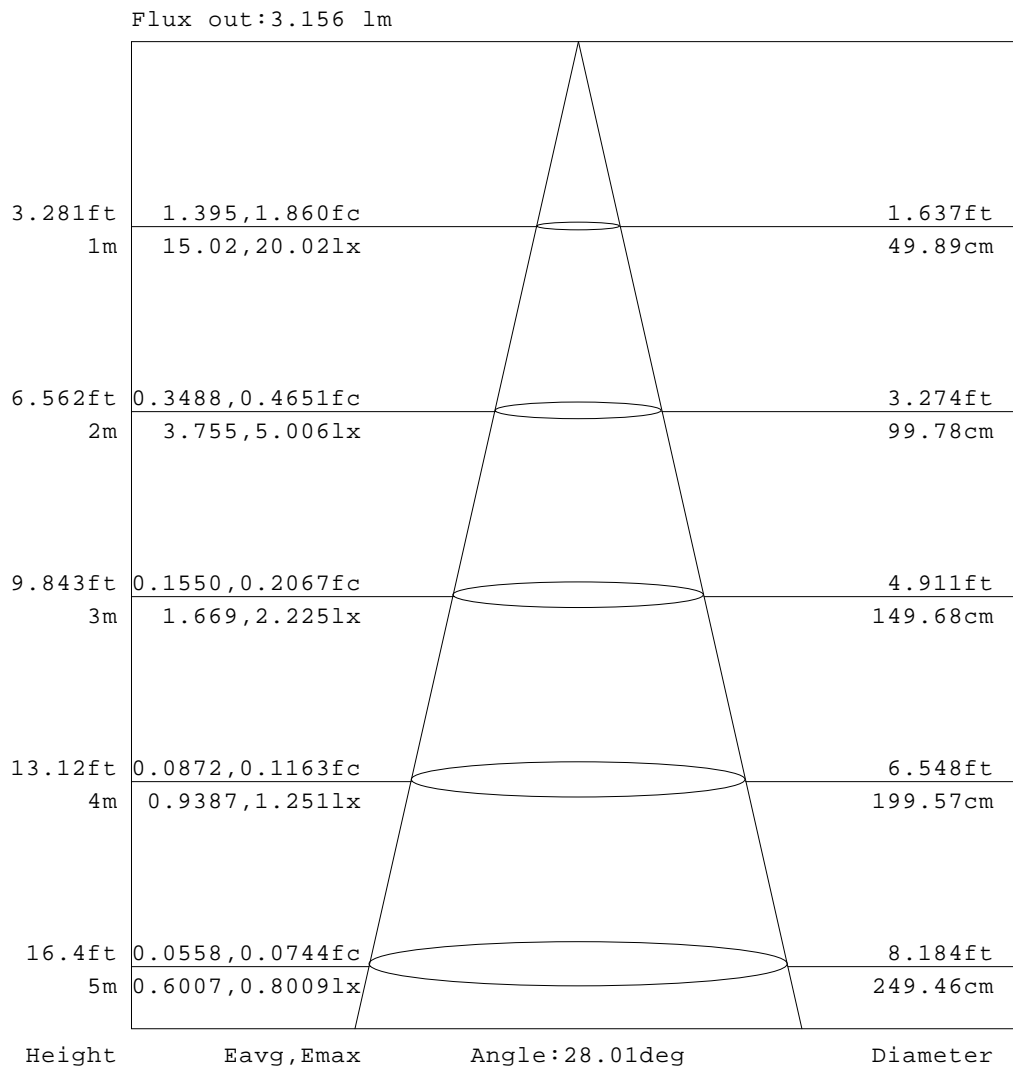 Flux out:3.156 lm
3.281ft 1.395,1.860fc 1.637ft
1m 15.02,20.02lx 49.89cm
6.562ft 0.3488,0.4651fc 3.274ft
2m 3.755,5.006lx 99.78cm
9.843ft 0.1550,0.2067fc 4.911ft
3m 1.669,2.225lx 149.68cm
13.12ft 0.0872,0.1163fc 6.548ft
4m 0.9387,1.251lx 199.57cm
16.4ft 0.0558,0.0744fc 8.184ft
5m 0.6007,0.8009lx 249.46cm
Height Eavg,Emax Angle:28.01deg Diameter